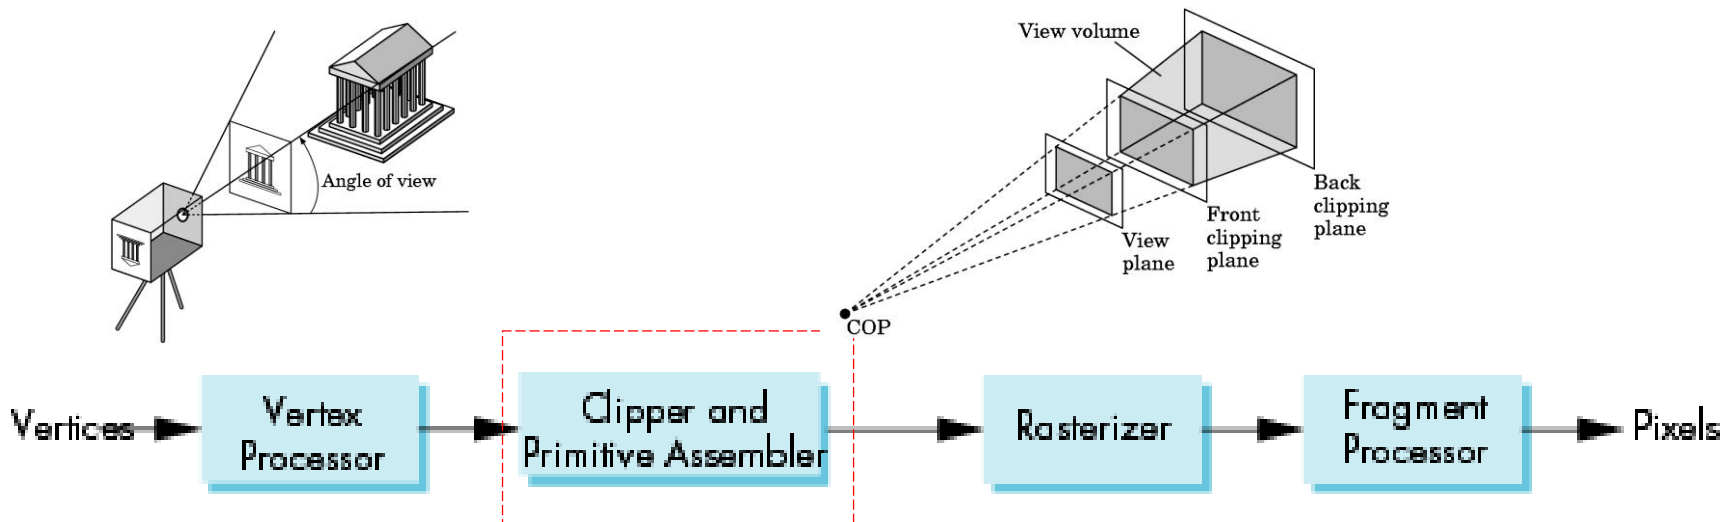 View volume
Angle of view
Back
clipping
plane
Front
clipping
plane
View
plane
COP
Vertices
Vertex
Processor
Clipper and
Primitive Assembler
Rasterizer
Fragment
Processor
Pixels